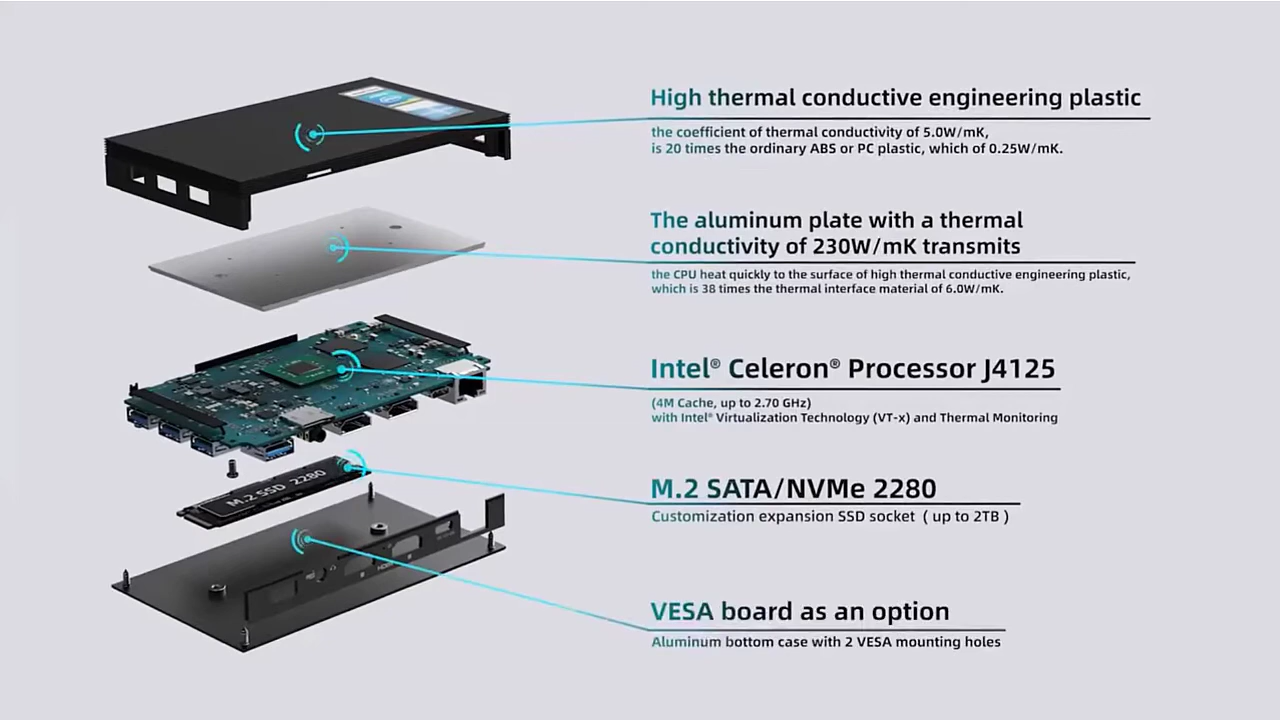 High thermal conductive engineering plastic
the coefficient of thermal conductivity of 5.0W/mK,
is 20 times the ordinary ABS or PC plastic, which of 0.25W/mK.
The aluminum plate with a thermal
conductivity of 230W/mK transmits
the CPU heat quickly to the surface of high thermal conductive engineering plastic,
which is 38 times the thermal interface material of 6.0W/mK.
Intel® Celeron® Processor J4125
(4M Cache, up to 2.70 GHz)
with Intel® Virtualization Technology (VT-x) and Thermal Monitoring
M.2 SSD 2280
M.2 SATA/NVMe 2280
Customization expansion SSD socket ( up to 2TB )
VESA board as an option
Aluminum bottom case with 2 VESA mounting holes